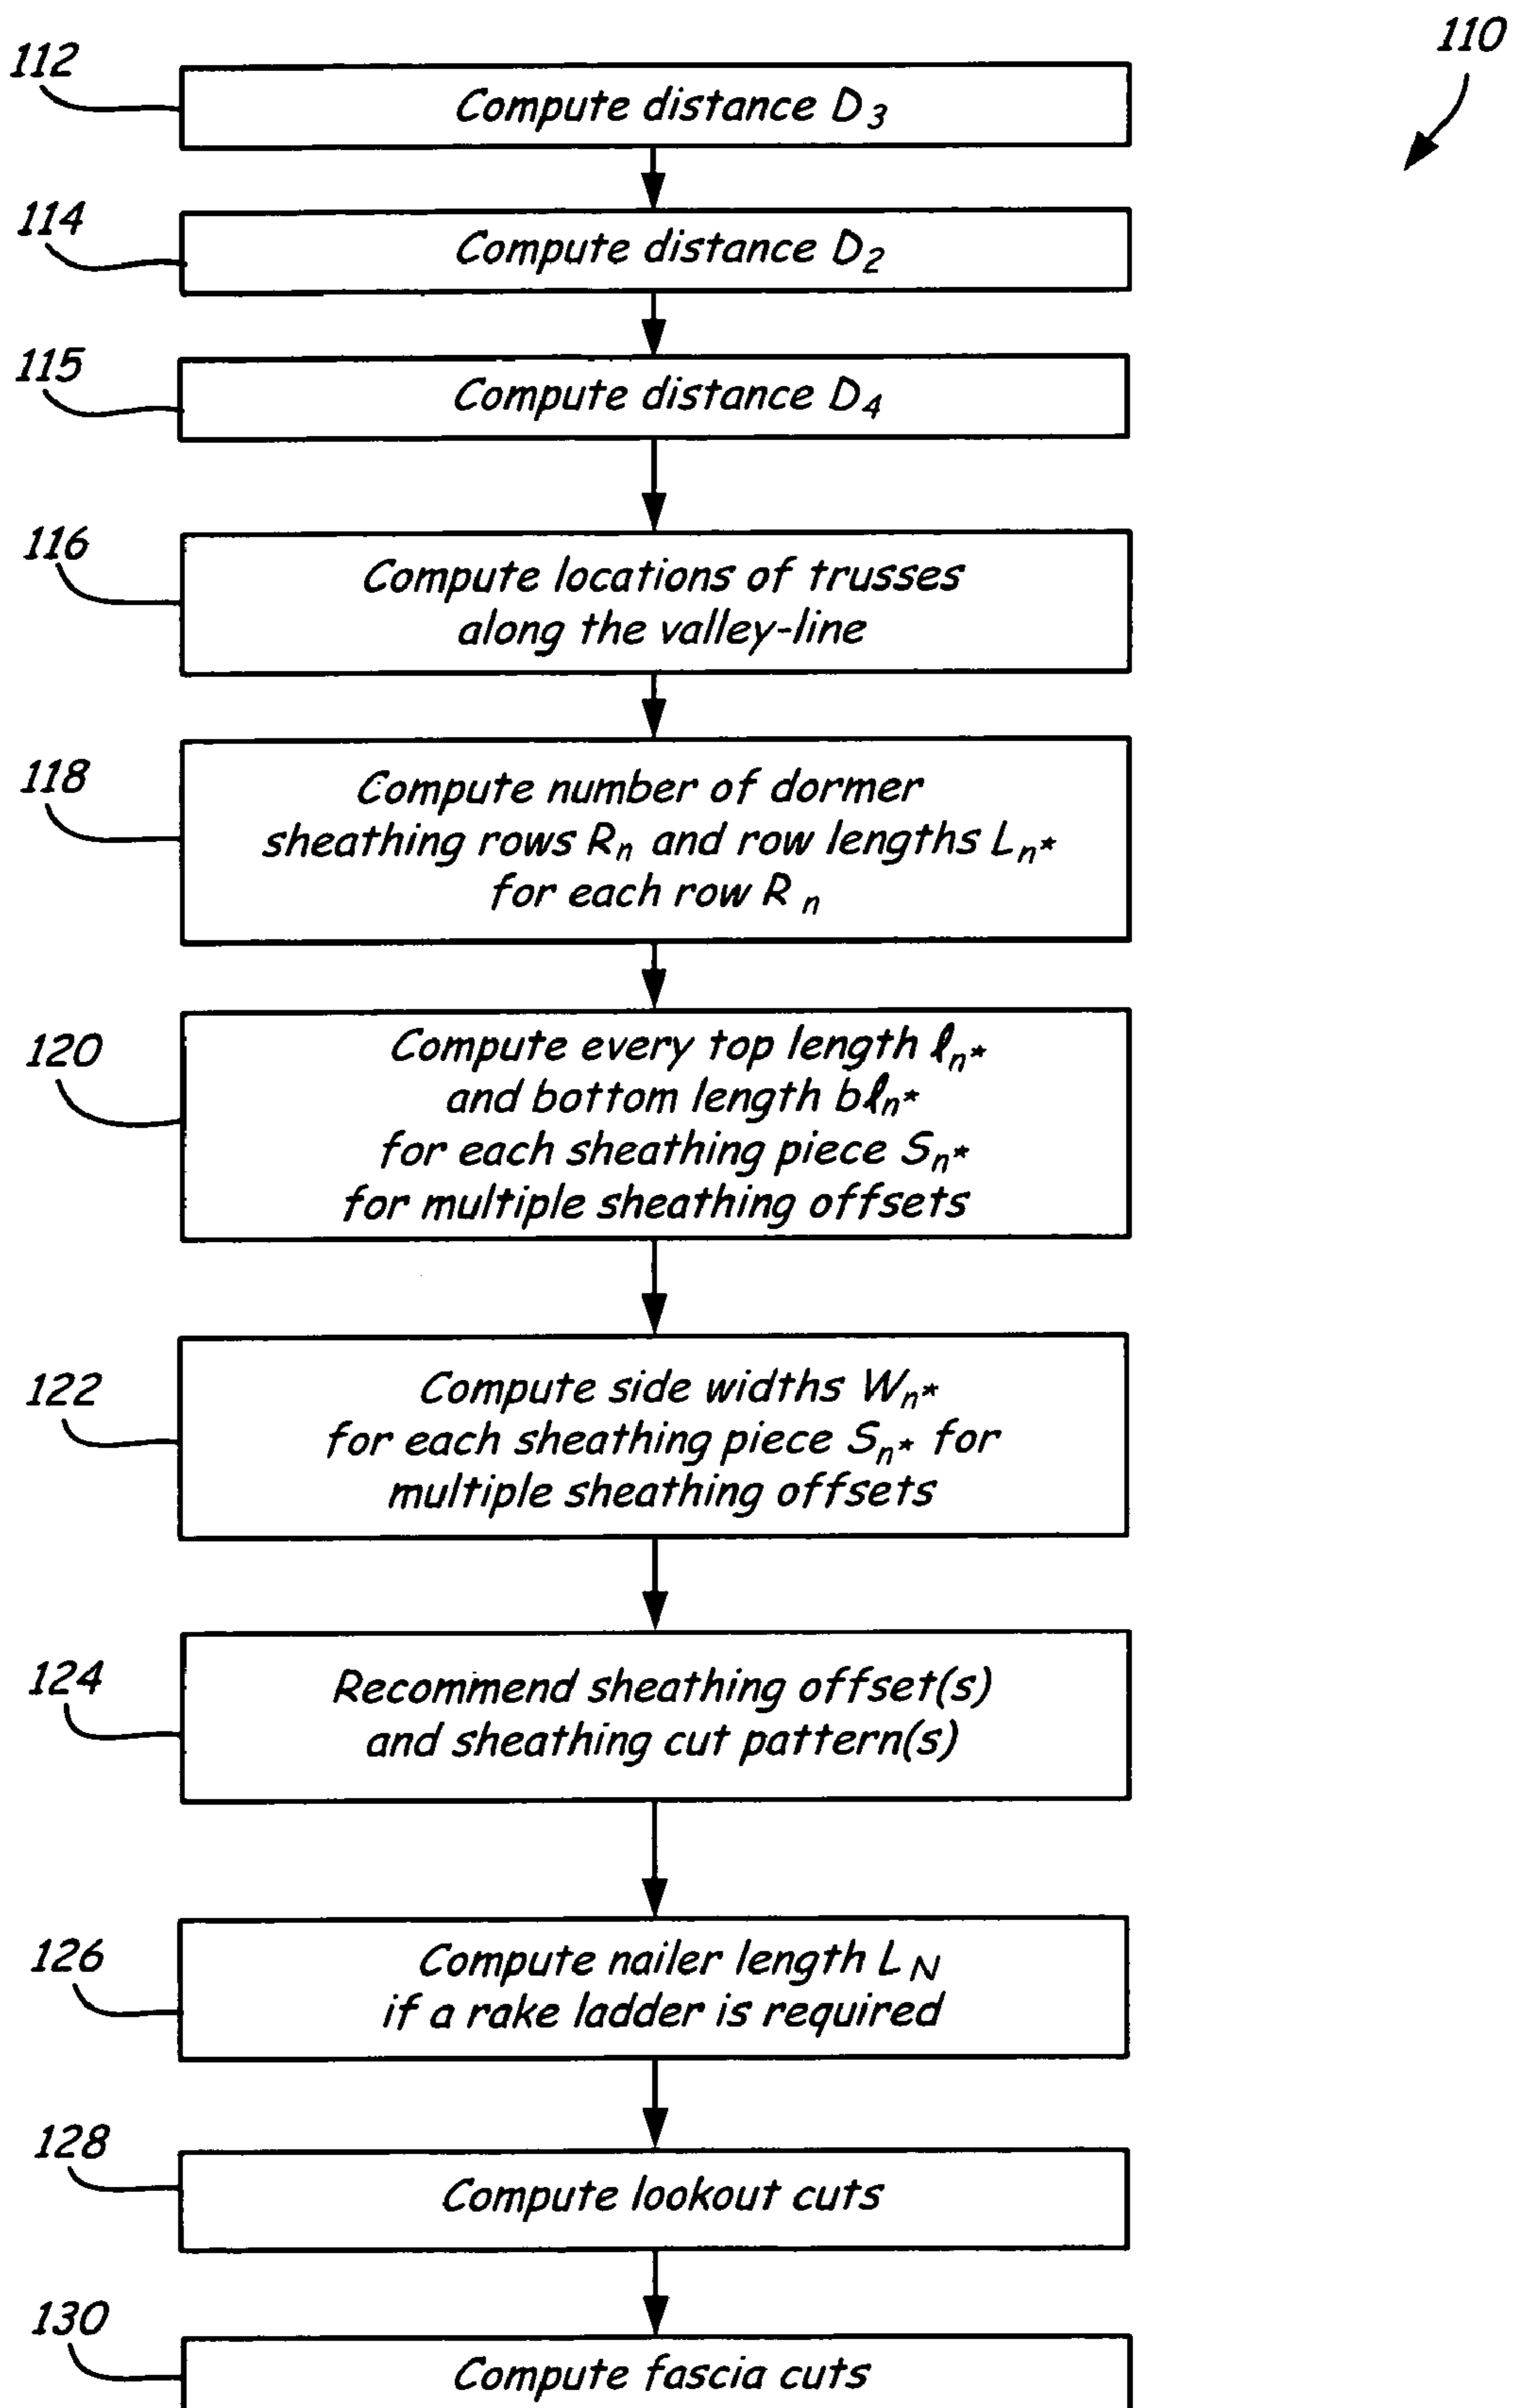 110
112
Compute distance D₃
114
Compute distance D₂
115
Compute distance D₄
116
Compute locations of trusses
along the valley-line
118
Compute number of dormer
sheathing rows Rₙ and row lengths Lₙ*
for each row Rₙ
120
Compute every top length ℓₙ*
and bottom length bℓₙ*
for each sheathing piece Sₙ*
for multiple sheathing offsets
122
Compute side widths Wₙ*
for each sheathing piece Sₙ* for
multiple sheathing offsets
124
Recommend sheathing offset(s)
and sheathing cut pattern(s)
126
Compute nailer length L_N
if a rake ladder is required
128
Compute lookout cuts
130
Compute fascia cuts